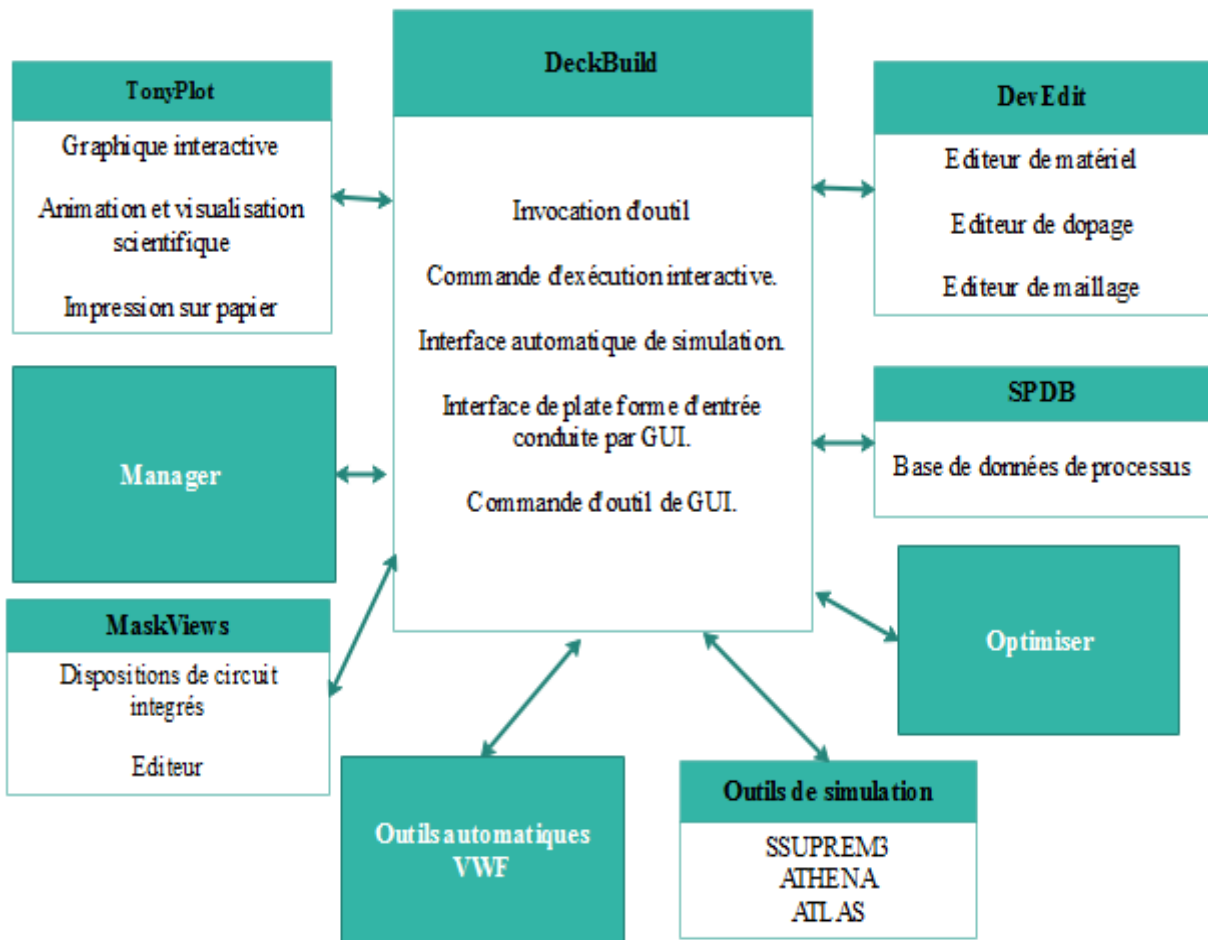 TonyPlot
Graphique interactive
Animation et visualisation
scientifique
Impression sur papier
DeckBuild
Invocation d'outil
Commande d'exécution interactive.
Interface automatique de simulation.
Interface de plate forme d'entrée
conduite par GUI.
Commande d'outil de GUI.
DevEdit
Editeur de matériel
Editeur de dopage
Editeur de maillage
Manager
SPDB
Base de données de processus
MaskViews
Dispositions de circuit
integrés
Editeur
Optimiser
Outils automatiques
VWF
Outils de simulation
SSUPREM3
ATHENA
ATLAS